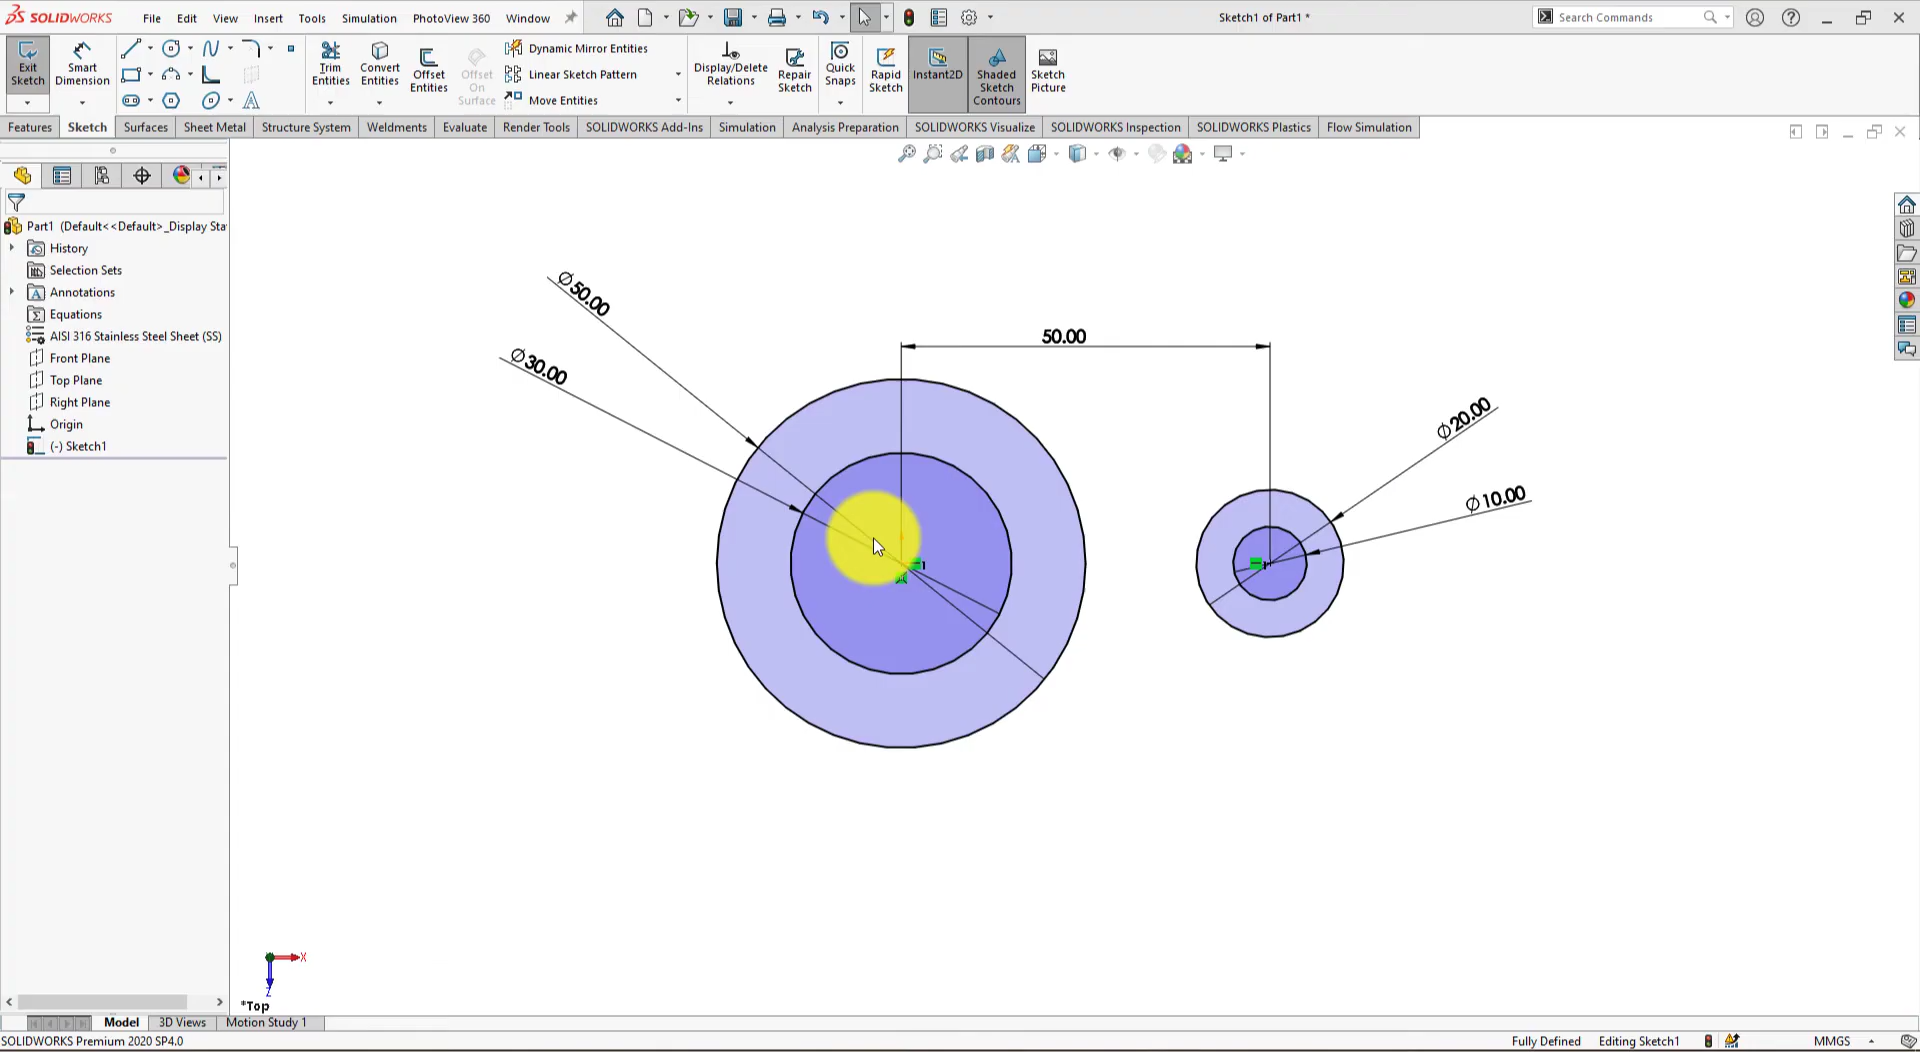 SOLIDWORKS File Edit View Insert Tools Simulation PhotoView 360 Window Sketch1 of Part1 * Search Commands
Exit Sketch
Smart Dimension
Trim Entities
Convert Entities
Offset Entities
Offset On Surface
Dynamic Mirror Entities
Linear Sketch Pattern
Move Entities
Display/Delete Relations
Repair Sketch
Quick Snaps
Rapid Sketch
Instant2D
Shaded Sketch Contours
Sketch Picture
Features Sketch Surfaces Sheet Metal Structure System Weldments Evaluate Render Tools SOLIDWORKS Add-Ins Simulation Analysis Preparation SOLIDWORKS Visualize SOLIDWORKS Inspection SOLIDWORKS Plastics Flow Simulation
Part1 (Default<<Default>_Display Sta
History
Selection Sets
Annotations
Equations
AISI 316 Stainless Steel Sheet (SS)
Front Plane
Top Plane
Right Plane
Origin
(-) Sketch1
∅50.00
∅30.00
50.00
∅20.00
∅10.00
1
X
Z
*Top
Model 3D Views Motion Study 1
SOLIDWORKS Premium 2020 SP4.0 Fully Defined Editing Sketch1 MMGS